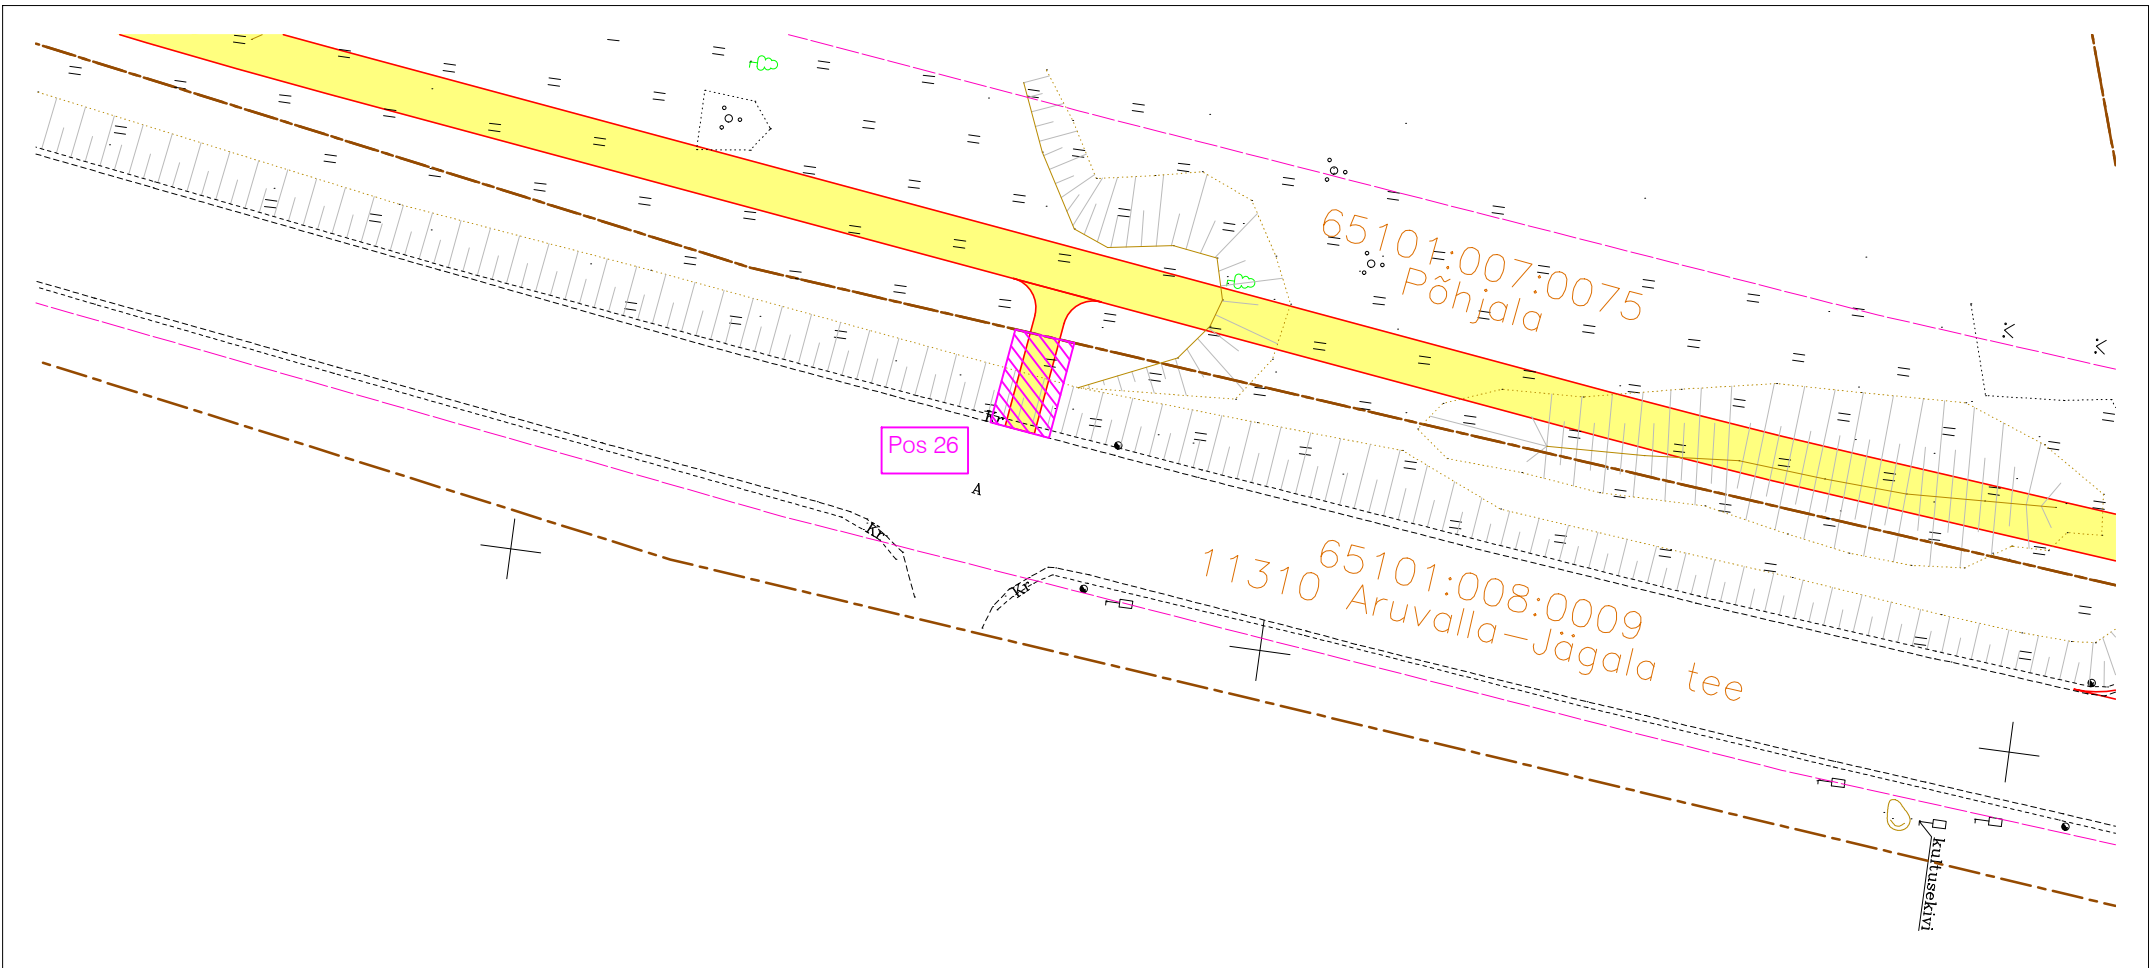 65101:007:0075
Põhjala
Kr
Pos 26
A
Kr
Kr
65101:008:0009
11310 Aruvalla-Jägala tee
kultusekivi